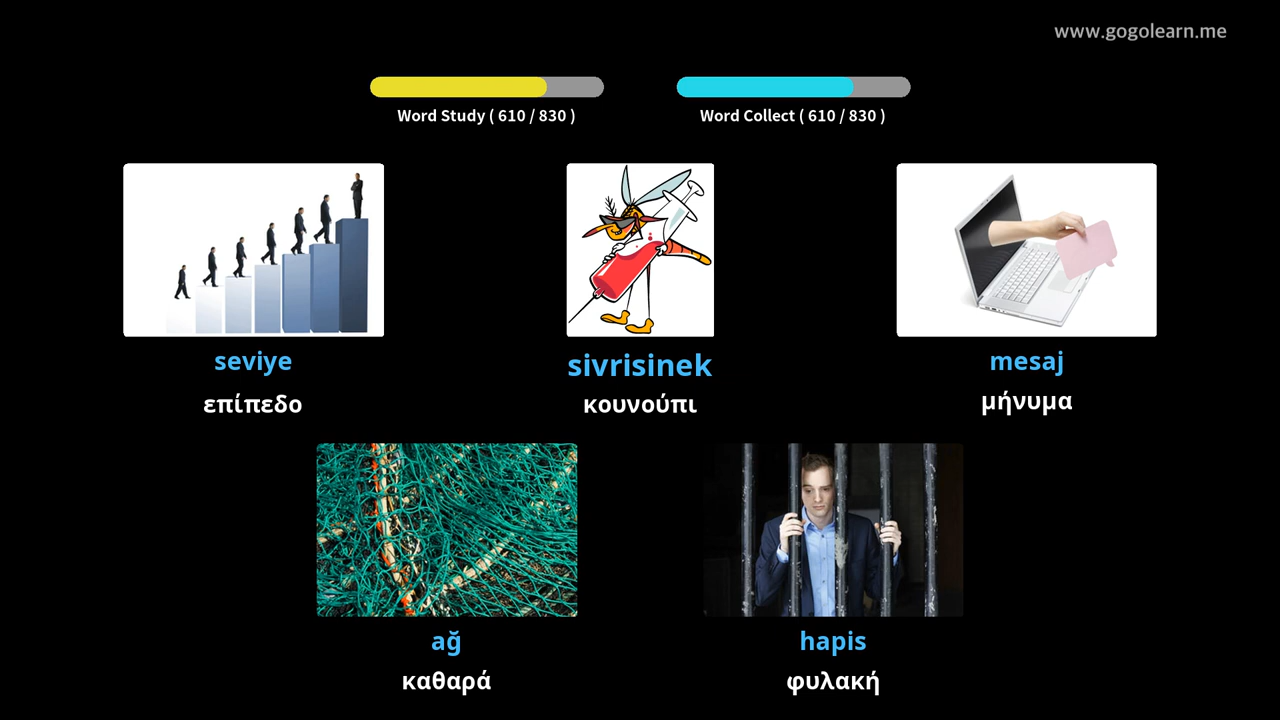 www.gogolearn.me
Word Study ( 610 / 830 )
Word Collect ( 610 / 830 )
seviye
επίπεδο
sivrisinek
κουνούπι
mesaj
μήνυμα
ağ
καθαρά
hapis
φυλακή